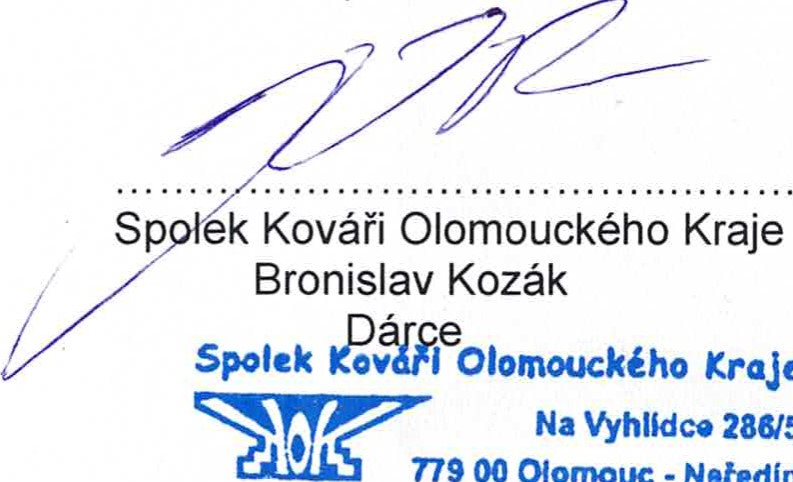 Spolek Kováři Olomouckého Kraje
Bronislav Kozák
Dárce
Spolek Kováři Olomouckého Kraje
Na Vyhlídce 286/5
KOK
779 00 Olomouc - Neředín